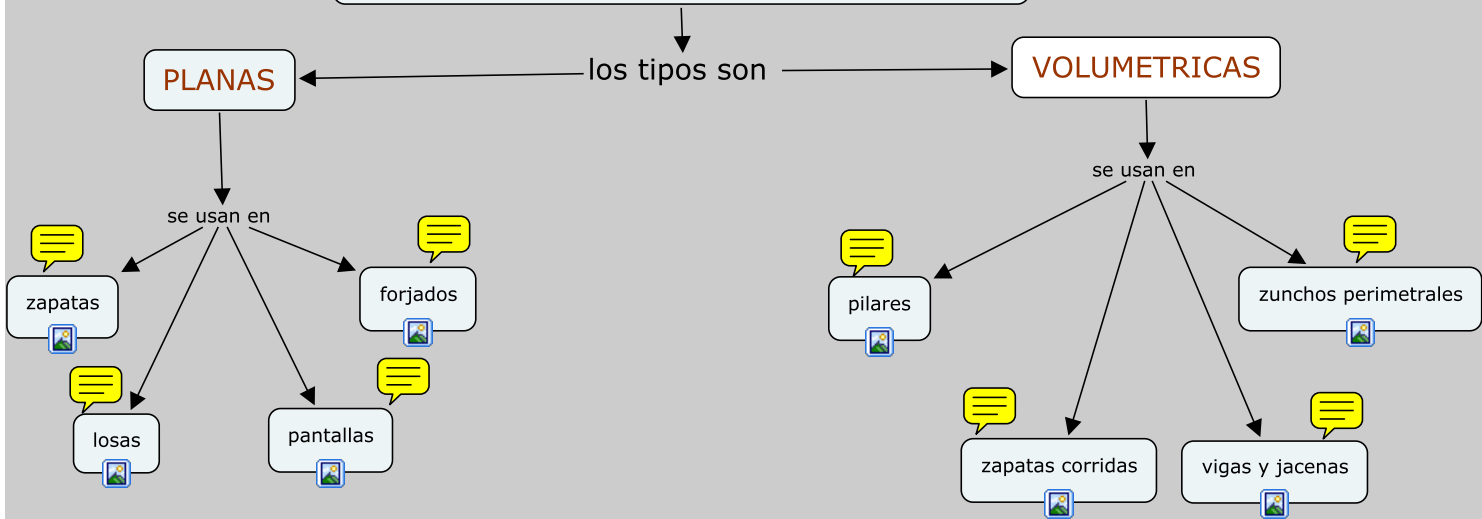 los tipos son
PLANAS
VOLUMETRICAS
se usan en
zapatas
losas
pantallas
forjados
se usan en
pilares
zapatas corridas
vigas y jacenas
zunchos perimetrales